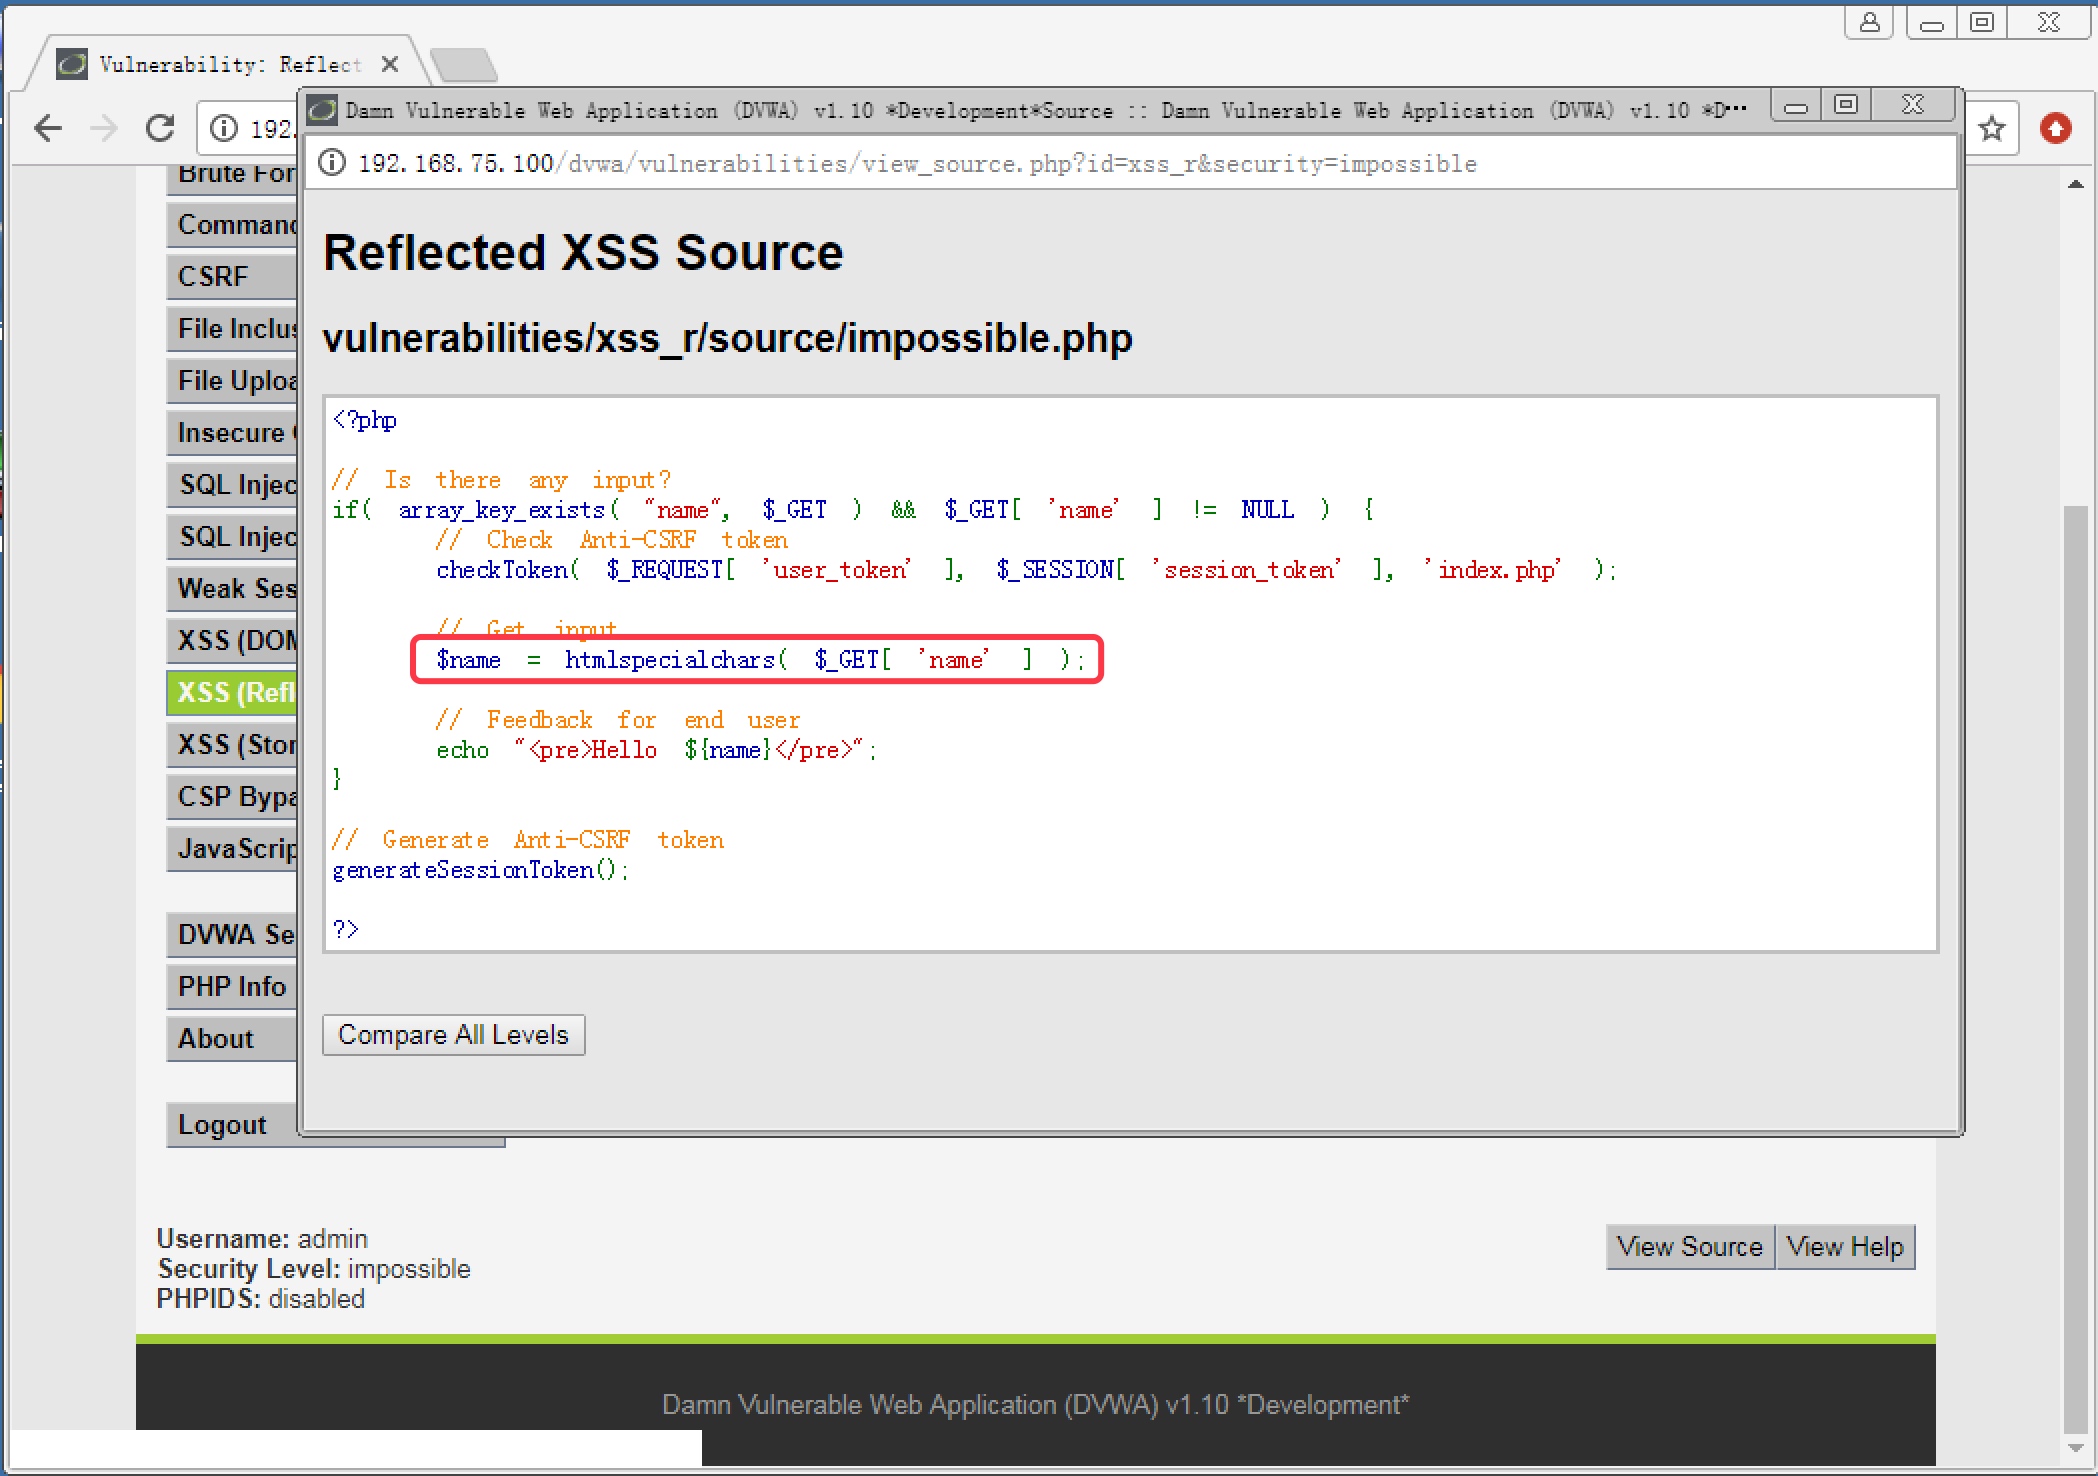 Vulnerability: Reflect
192.
Damn Vulnerable Web Application (DVWA) v1.10 *Development*Source :: Damn Vulnerable Web Application (DVWA) v1.10 *D···
192.168.75.100/dvwa/vulnerabilities/view_source.php?id=xss_r&security=impossible
Brute For
Command
CSRF
File Inclus
File Uploa
Insecure
SQL Injec
SQL Injec
Weak Ses
XSS (DOM
XSS (Refl
XSS (Stor
CSP Bypa
JavaScrip
DVWA Se
PHP Info
About
Logout
Reflected XSS Source
vulnerabilities/xss_r/source/impossible.php
<?php
// Is there any input?
if( array_key_exists( "name", $_GET ) && $_GET[ 'name' ] != NULL ) {
// Check Anti-CSRF token
checkToken( $_REQUEST[ 'user_token' ], $_SESSION[ 'session_token' ], 'index.php' );
// Get input
$name = htmlspecialchars( $_GET[ 'name' ] );
// Feedback for end user
echo "<pre>Hello ${name}</pre>";
}
// Generate Anti-CSRF token
generateSessionToken();
?>
Compare All Levels
Username: admin
Security Level: impossible
PHPIDS: disabled
View Source
View Help
Damn Vulnerable Web Application (DVWA) v1.10 *Development*